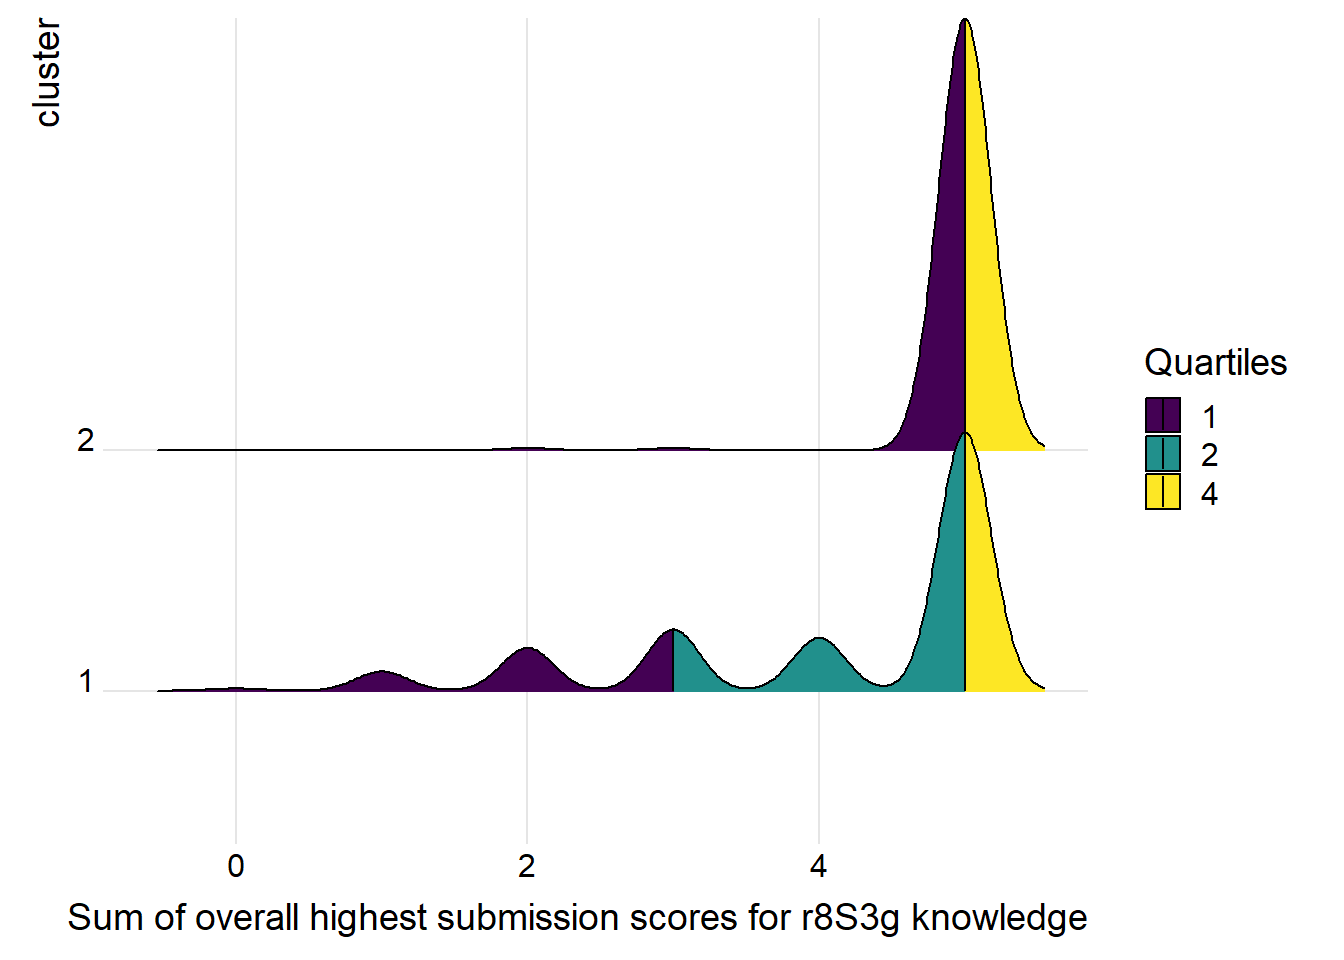 cluster
2
1
0 2 4
Sum of overall highest submission scores for r8S3g knowledge
Quartiles
1
2
4